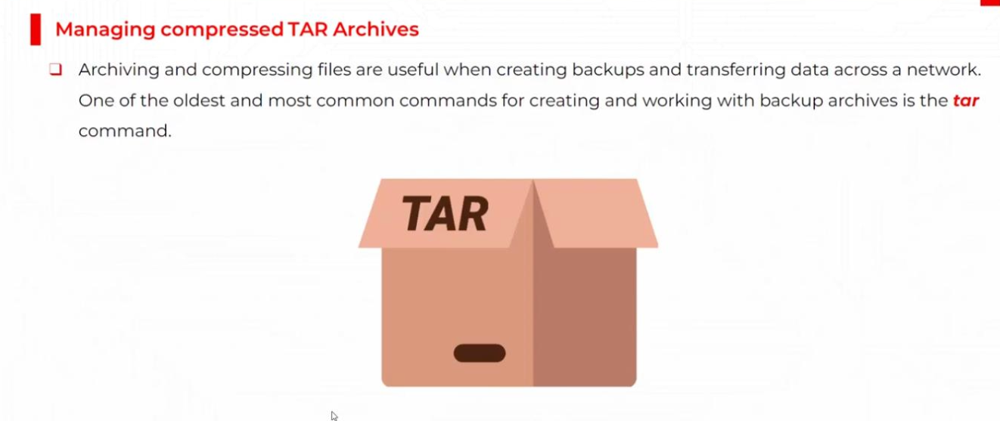 Managing compressed TAR Archives
❑ Archiving and compressing files are useful when creating backups and transferring data across a network.
One of the oldest and most common commands for creating and working with backup archives is the tar
command.
TAR